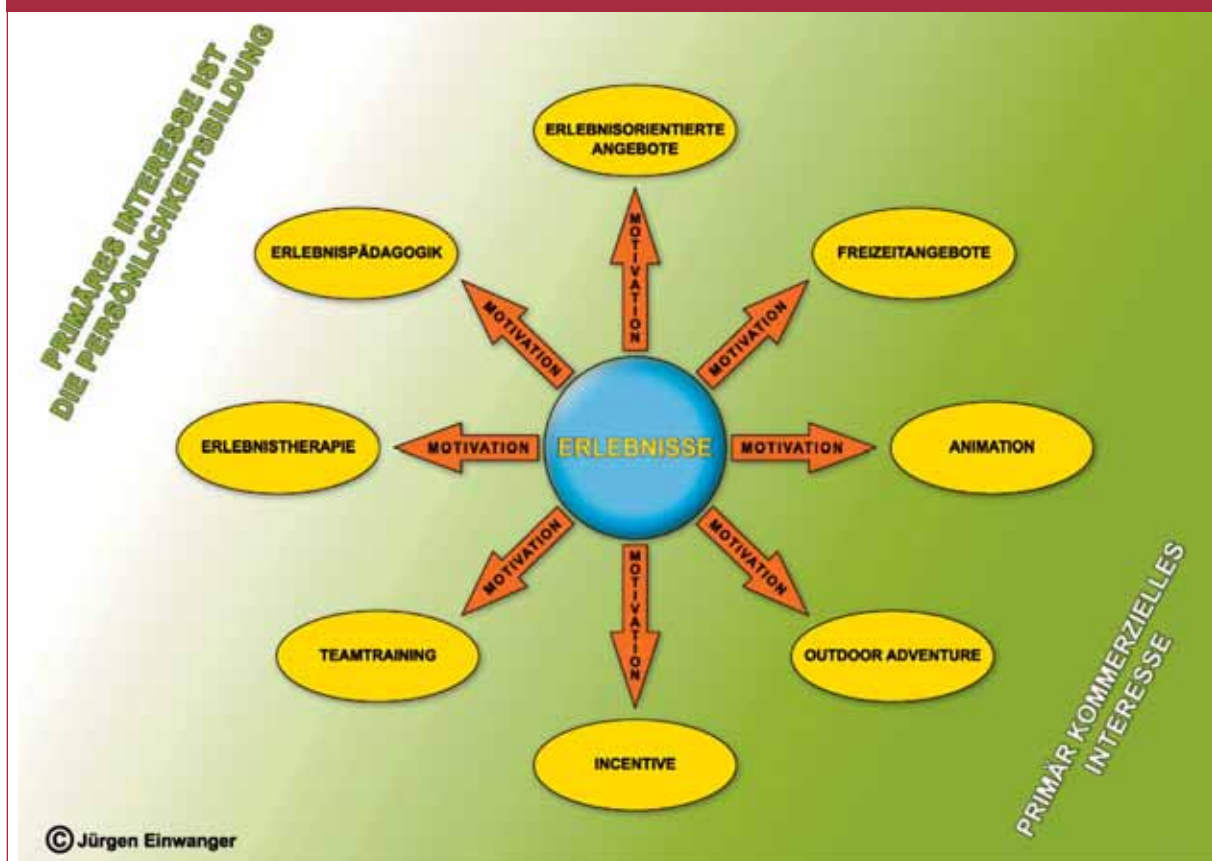 PRIMÄRES INTERESSE IST
DIE PERSÖNLICHKEITSBILDUNG
ERLEBNISORIENTIERTE
ANGEBOTE
ERLEBNISPÄDAGOGIK
FREIZEITANGEBOTE
MOTIVATION
MOTIVATION
MOTIVATION
ERLEBNISTHERAPIE
MOTIVATION
ERLEBNISSE
MOTIVATION
ANIMATION
MOTIVATION
MOTIVATION
MOTIVATION
TEAMTRAINING
OUTDOOR ADVENTURE
INCENTIVE
PRIMÄR KOMMERZIELLES
INTERESSE
© Jürgen Einwanger